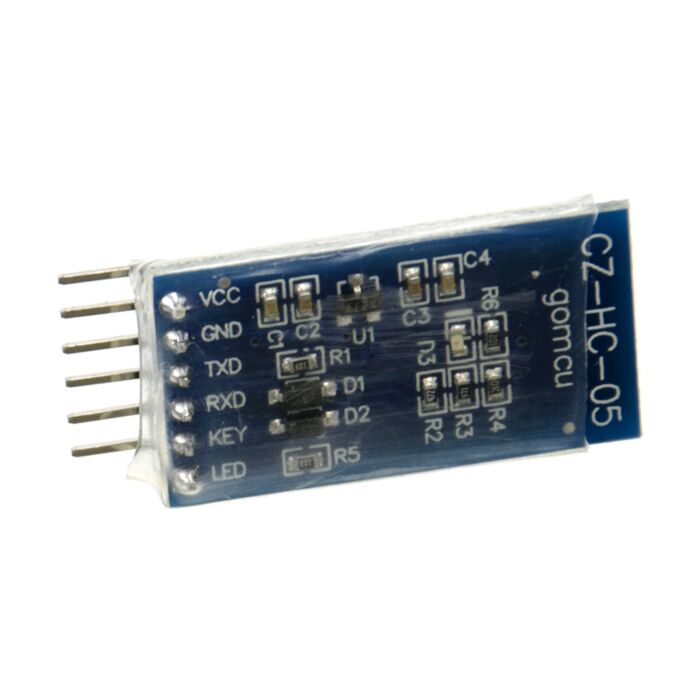 VCC
GND
TXD
RXD
KEY
LED
C1
C2
U1
C3
C4
R1
D1
D2
R5
D3
R6
R2
R3
R4
CZ-HC-05
gomcu